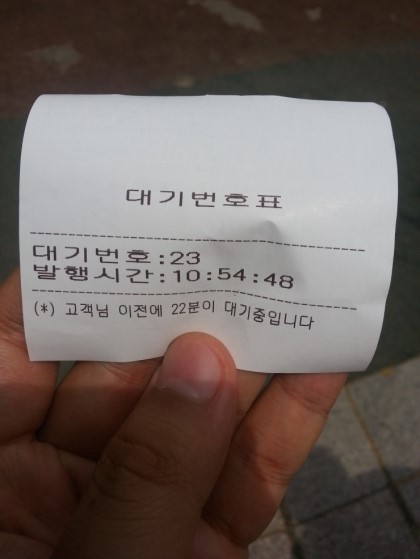 대기번호표
대기번호:23
발행시간:10:54:48
(*) 고객님 이전에 22분이 대기중입니다